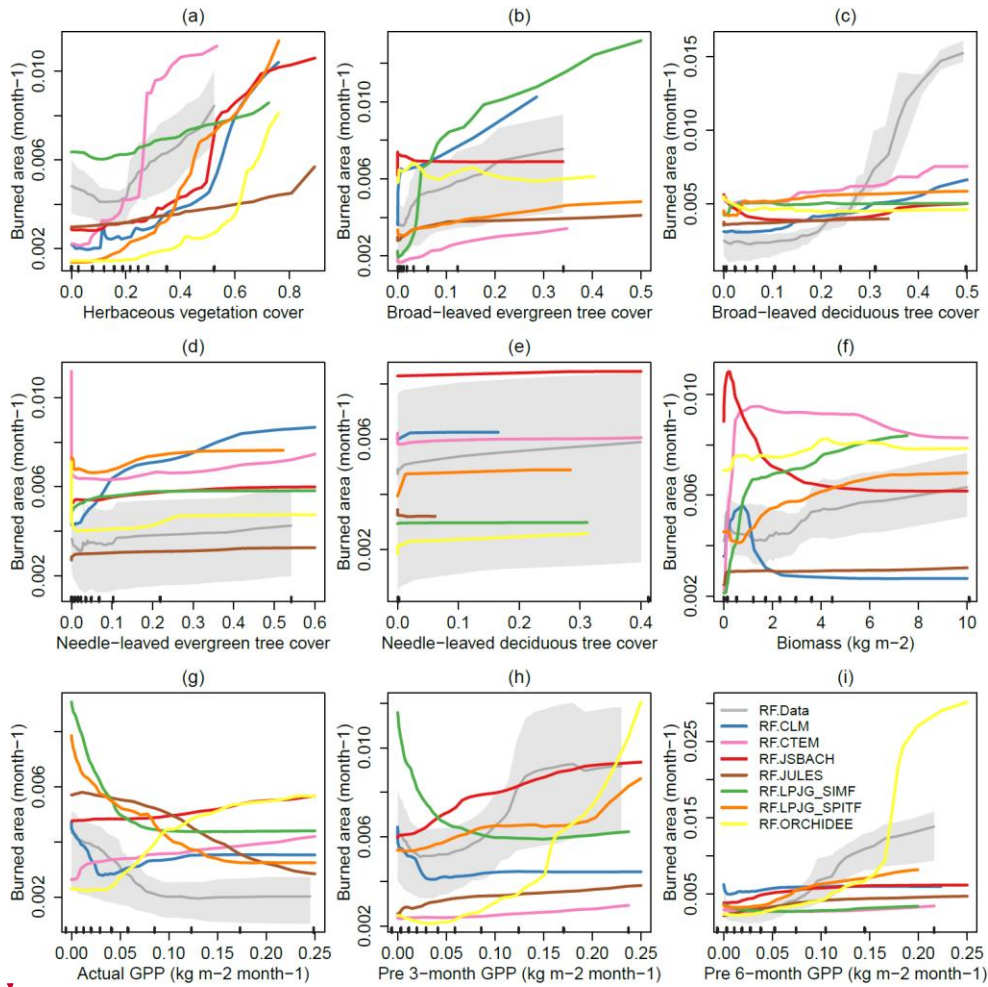 (a) (b) (c)
Burned area (month−1) Burned area (month−1) Burned area (month−1)
0.002 0.006 0.010 0.002 0.006 0.010 0.005 0.010 0.015
0.0 0.2 0.4 0.6 0.8 0.0 0.1 0.2 0.3 0.4 0.5 0.0 0.1 0.2 0.3 0.4 0.5
Herbaceous vegetation cover Broad−leaved evergreen tree cover Broad−leaved deciduous tree cover
(d) (e) (f)
Burned area (month−1) Burned area (month−1) Burned area (month−1)
0.002 0.006 0.010 0.002 0.006 0.002 0.006 0.010
0.0 0.1 0.2 0.3 0.4 0.5 0.6 0.0 0.1 0.2 0.3 0.4 0 2 4 6 8 10
Needle−leaved evergreen tree cover Needle−leaved deciduous tree cover Biomass (kg m−2)
(g) (h) (i)
Burned area (month−1) Burned area (month−1) Burned area (month−1)
0.002 0.006 0.002 0.006 0.010 0.005 0.015 0.025
RF.Data
RF.CLM
RF.CTEM
RF.JSBACH
RF.JULES
RF.LPJG_SIMF
RF.LPJG_SPITF
RF.ORCHIDEE
0.00 0.05 0.10 0.15 0.20 0.25 0.00 0.05 0.10 0.15 0.20 0.25 0.00 0.05 0.10 0.15 0.20 0.25
Actual GPP (kg m−2 month−1) Pre 3−month GPP (kg m−2 month−1) Pre 6−month GPP (kg m−2 month−1)